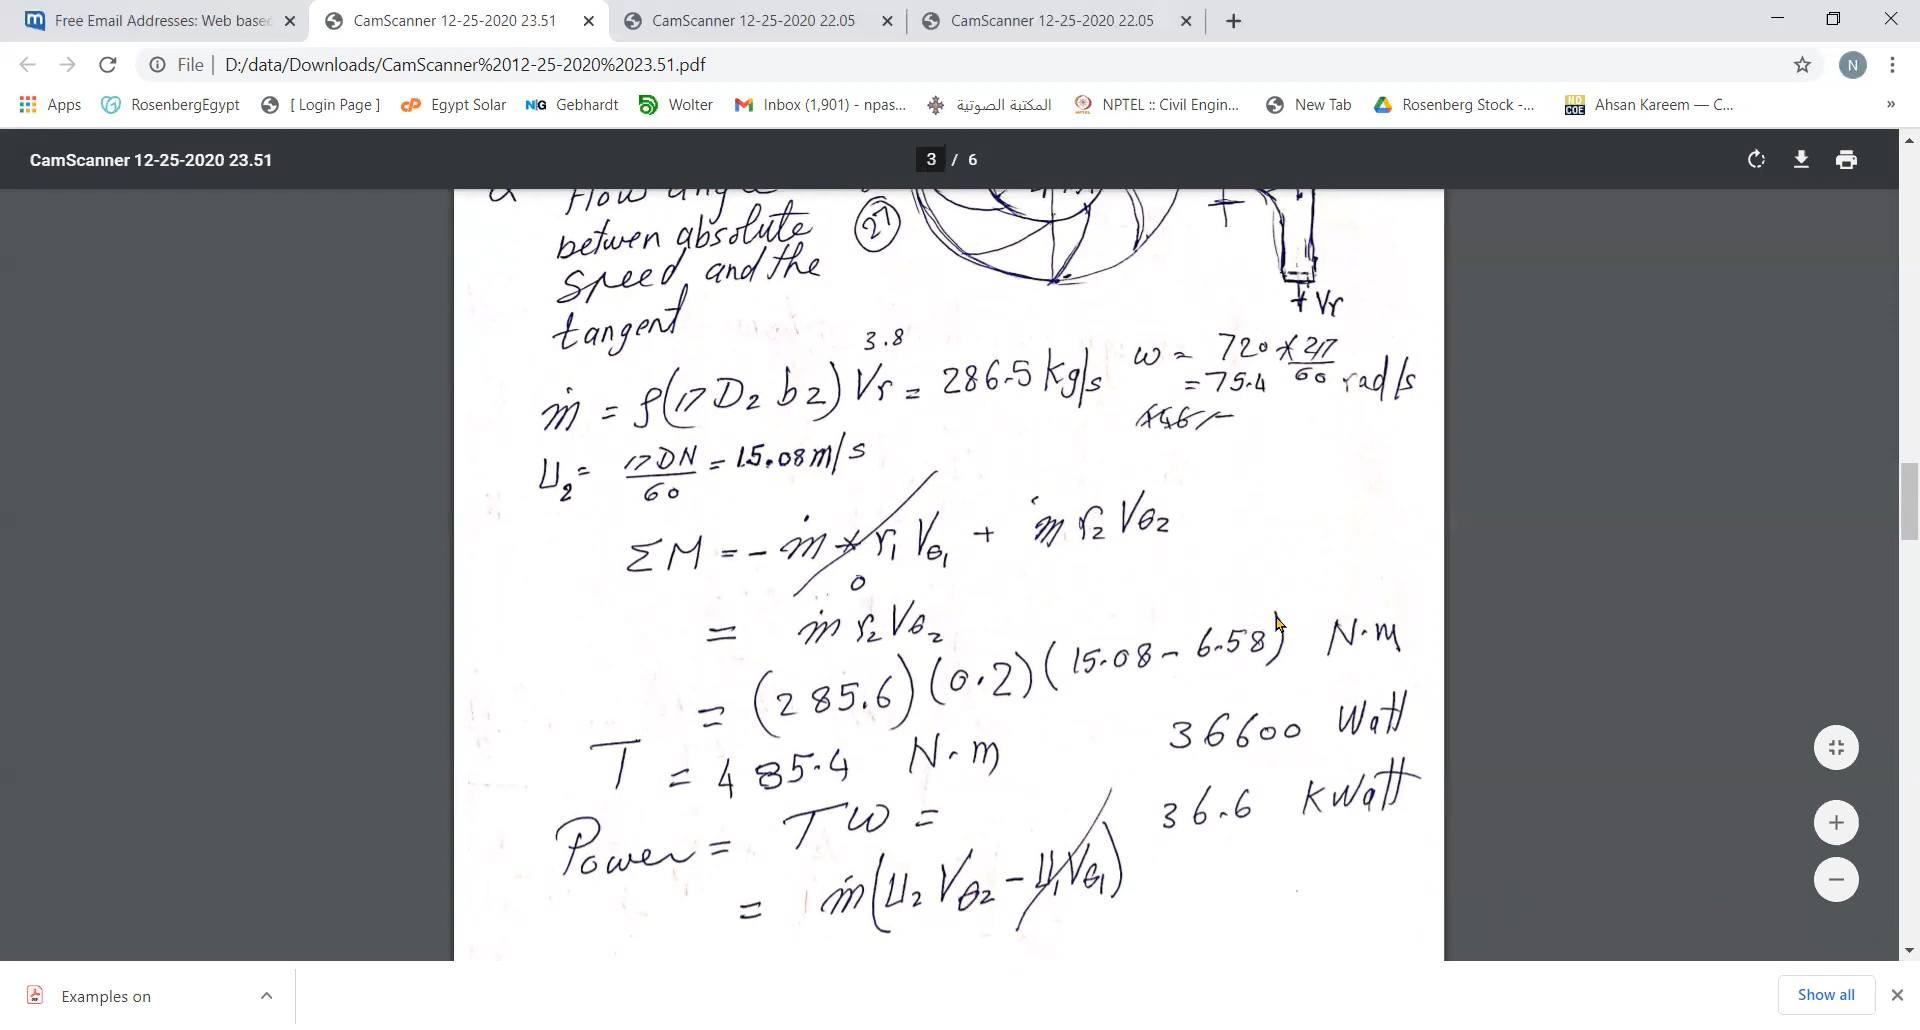 Free Email Addresses: Web base
CamScanner 12-25-2020 23.51
CamScanner 12-25-2020 22.05
CamScanner 12-25-2020 22.05
File | D:/data/Downloads/CamScanner%2012-25-2020%2023.51.pdf
N
Apps
RosenbergEgypt
[ Login Page ]
Egypt Solar
N|G Gebhardt
Wolter
Inbox (1,901) - npas...
المكتبة الصوتية
NPTEL :: Civil Engin...
New Tab
Rosenberg Stock -...
Ahsan Kareem — C...
»
CamScanner 12-25-2020 23.51
3 / 6
α Flow angle
betwen absolute
speed, and the
tangent
27
Vr
3.8
ṁ = ρ(π D2 b2) Vr = 286.5 kg/s
ω = 720 * 2π/60
= 75.4 rad/s
U2 = πDN/60 = 15.08 m/s
ΣM = - ṁ * r1 Vθ1 + ṁ r2 Vθ2
0
= ṁ r2 Vθ2
= (285.6)(0.2)(15.08 - 6.58) N.m
T = 485.4 N.m
36600 Watt
Power = Tω = 36.6 kWatt
= ṁ(U2 Vθ2 - U1 Vθ1)
Examples on
Show all